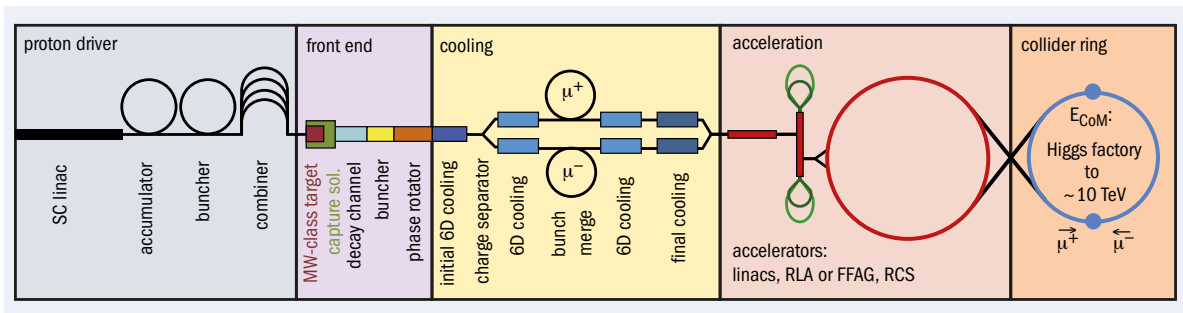 proton driver
SC linac
accumulator
buncher
combiner
front end
MW-class target
capture sol.
decay channel
buncher
phase rotator
cooling
μ+
μ−
initial 6D cooling
charge separator
6D cooling
bunch
merge
6D cooling
final cooling
acceleration
accelerators:
linacs, RLA or FFAG, RCS
collider ring
ECoM:
Higgs factory
to
~10 TeV
μ+ μ−